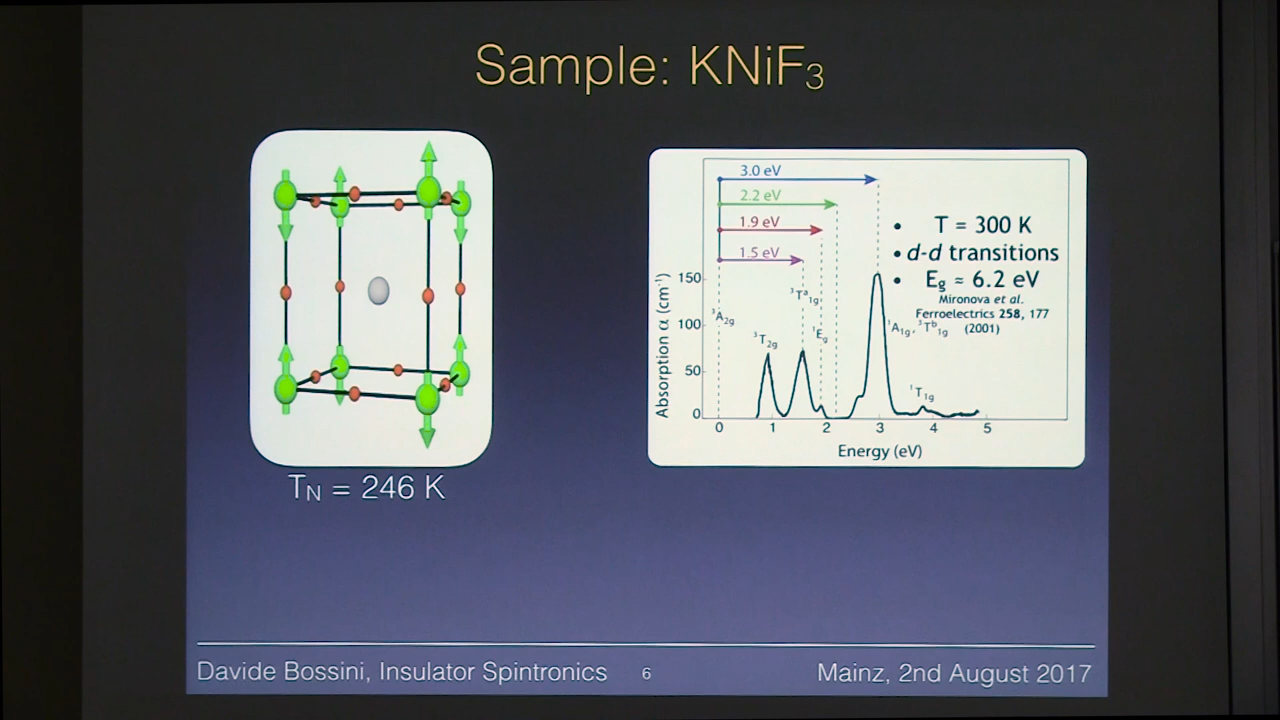 Sample: KNiF₃
T_N = 246 K
3.0 eV
2.2 eV
1.9 eV
1.5 eV
• T = 300 K
• d-d transitions
• E_g ≈ 6.2 eV
Mironova et al.
Ferroelectrics 258, 177
(2001)
Absorption α (cm⁻¹)
150
100
50
0
³A₂g
³T₂g
³Tᵃ₁g
¹Eg
¹A₁g, ³Tᵇ₁g
¹T₁g
0 1 2 3 4 5
Energy (eV)
Davide Bossini, Insulator Spintronics 6 Mainz, 2nd August 2017